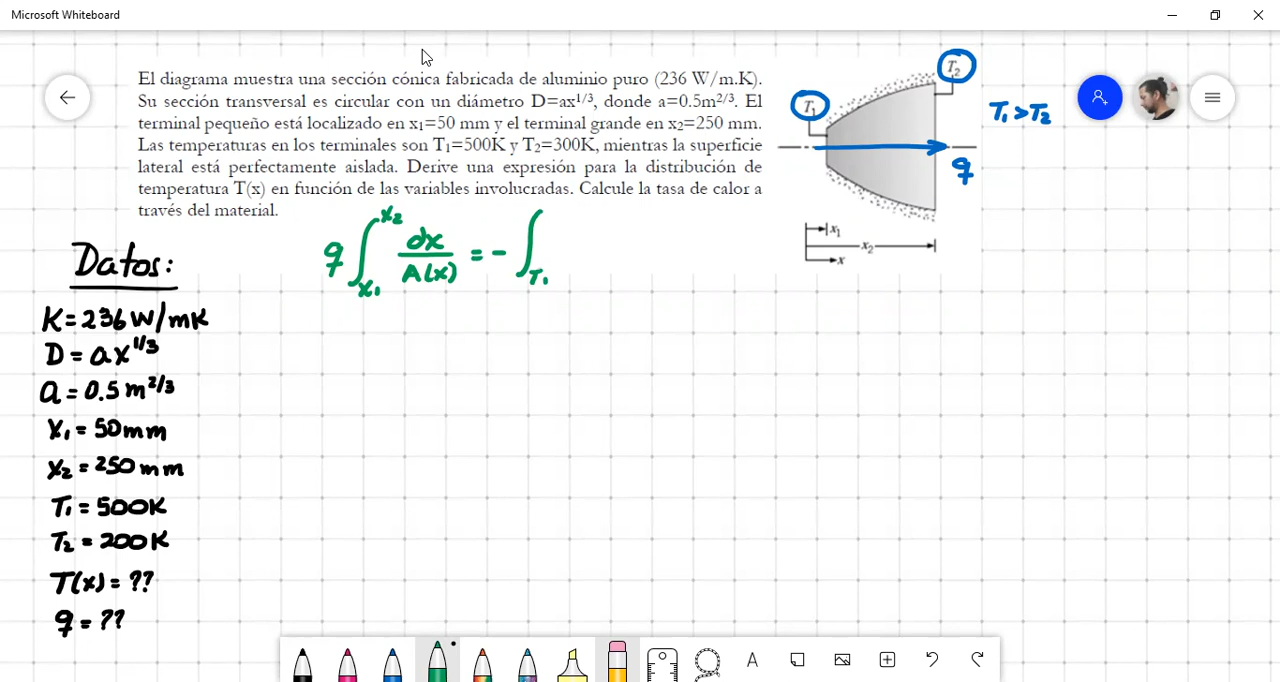 Microsoft Whiteboard
El diagrama muestra una sección cónica fabricada de aluminio puro (236 W/m.K).
Su sección transversal es circular con un diámetro D=ax^{1/3}, donde a=0.5m^{2/3}. El
terminal pequeño está localizado en x₁=50 mm y el terminal grande en x₂=250 mm.
Las temperaturas en los terminales son T₁=500K y T₂=300K, mientras la superficie
lateral está perfectamente aislada. Derive una expresión para la distribución de
temperatura T(x) en función de las variables involucradas. Calcule la tasa de calor a
través del material.
T₂
T₁
T₁>T₂
q
x₁
x₂
x
q ∫_{x₁}^{x₂} dx/A(x) = - ∫_{T₁}
Datos:
K=236W/mK
D=ax^{1/3}
a=0.5m^{2/3}
x₁=50mm
x₂=250mm
T₁=500K
T₂=200K
T(x)=??
q=??
A